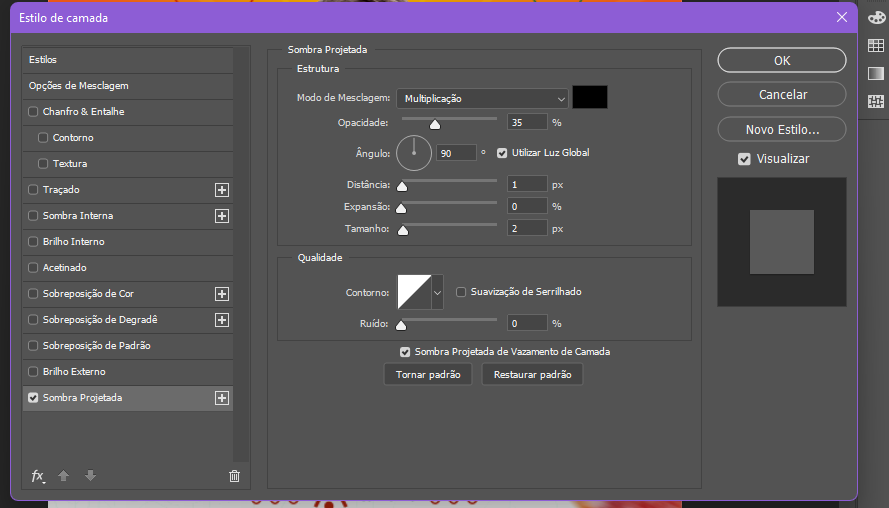 Estilo de camada
Estilos
Opções de Mesclagem
Chanfro & Entalhe
Contorno
Textura
Traçado
Sombra Interna
Brilho Interno
Acetinado
Sobreposição de Cor
Sobreposição de Degradê
Sobreposição de Padrão
Brilho Externo
Sombra Projetada
fx
Sombra Projetada
Estrutura
Modo de Mesclagem: Multiplicação
Opacidade: 35 %
Ângulo: 90 ° Utilizar Luz Global
Distância: 1 px
Expansão: 0 %
Tamanho: 2 px
Qualidade
Contorno: Suavização de Serrilhado
Ruído: 0 %
Sombra Projetada de Vazamento de Camada
Tornar padrão Restaurar padrão
OK
Cancelar
Novo Estilo...
Visualizar